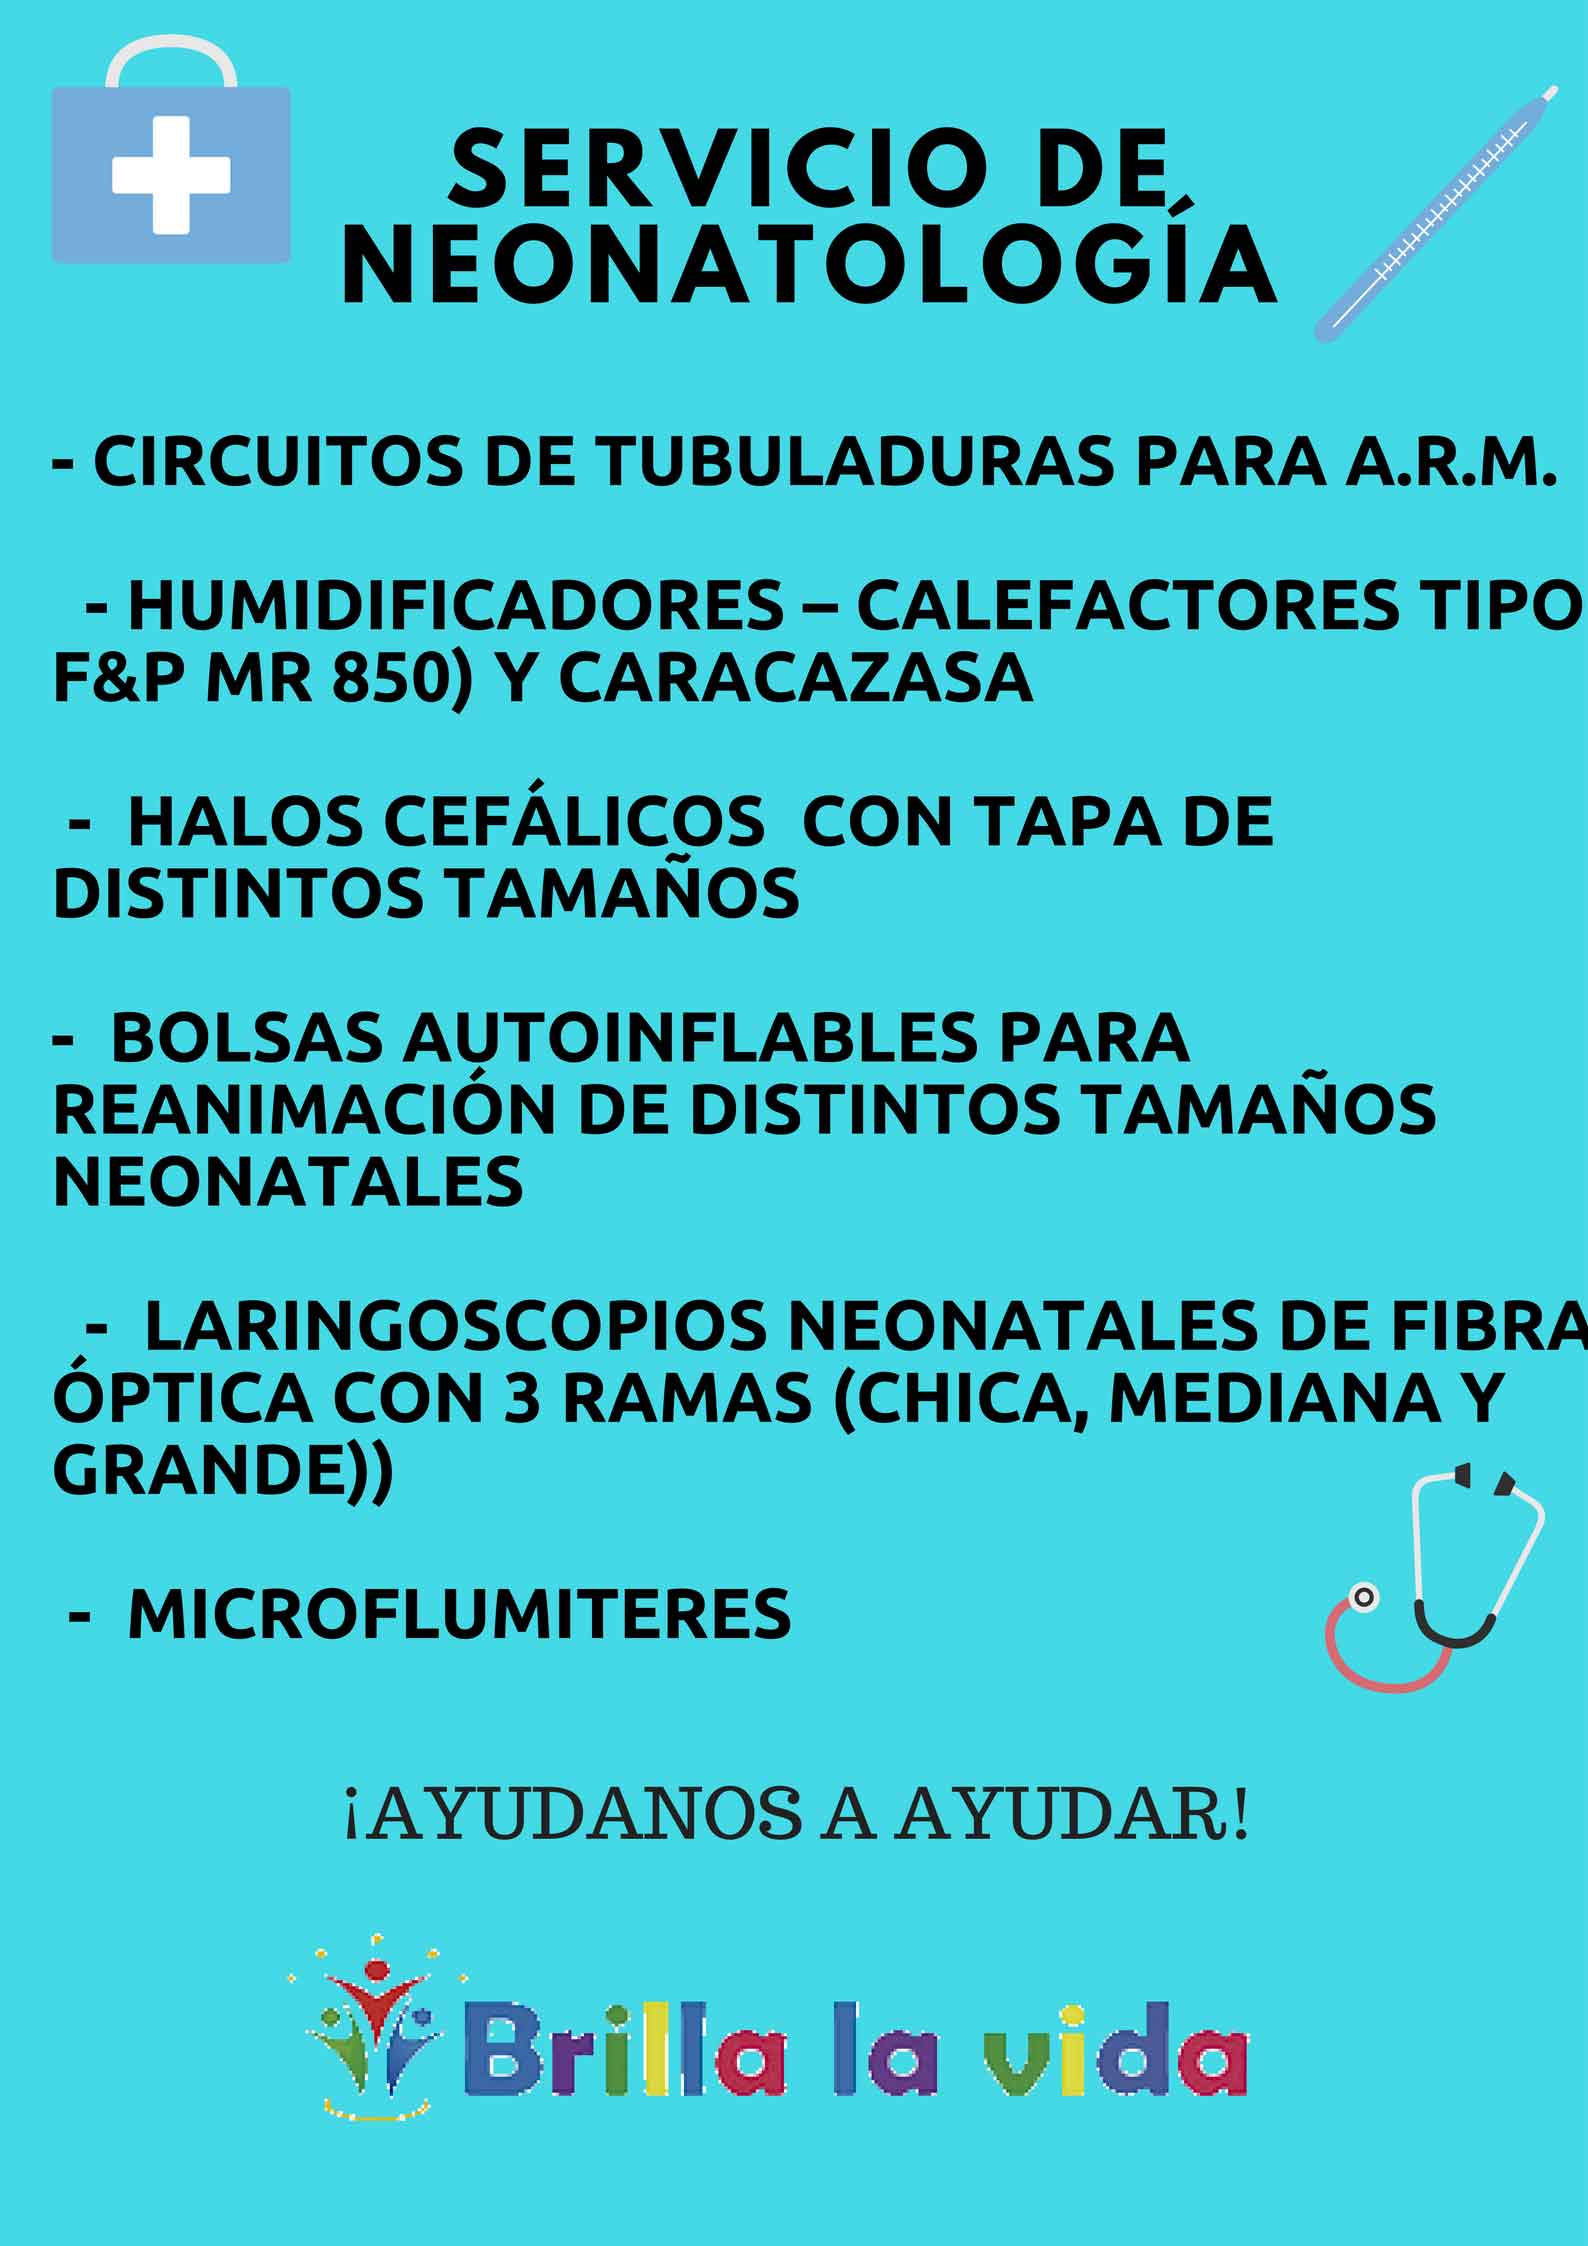 SERVICIO DE
NEONATOLOGÍA
- CIRCUITOS DE TUBULADURAS PARA A.R.M.
- HUMIDIFICADORES – CALEFACTORES TIPO
F&P MR 850) Y CARACAZASA
- HALOS CEFÁLICOS CON TAPA DE
DISTINTOS TAMAÑOS
- BOLSAS AUTOINFLABLES PARA
REANIMACIÓN DE DISTINTOS TAMAÑOS
NEONATALES
- LARINGOSCOPIOS NEONATALES DE FIBRA
ÓPTICA CON 3 RAMAS (CHICA, MEDIANA Y
GRANDE))
- MICROFLUMITERES
¡AYUDANOS A AYUDAR!
Brilla la vida